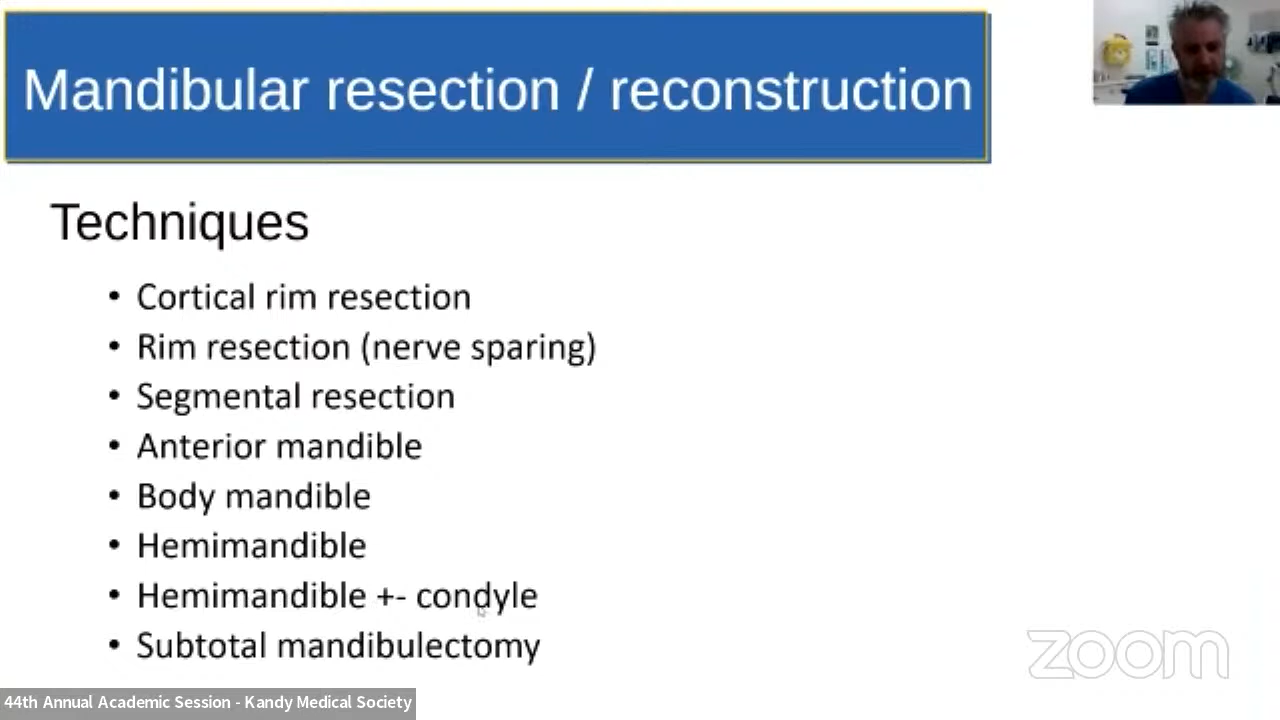 Mandibular resection / reconstruction
Techniques
• Cortical rim resection
• Rim resection (nerve sparing)
• Segmental resection
• Anterior mandible
• Body mandible
• Hemimandible
• Hemimandible +- condyle
• Subtotal mandibulectomy
zoom
44th Annual Academic Session - Kandy Medical Society